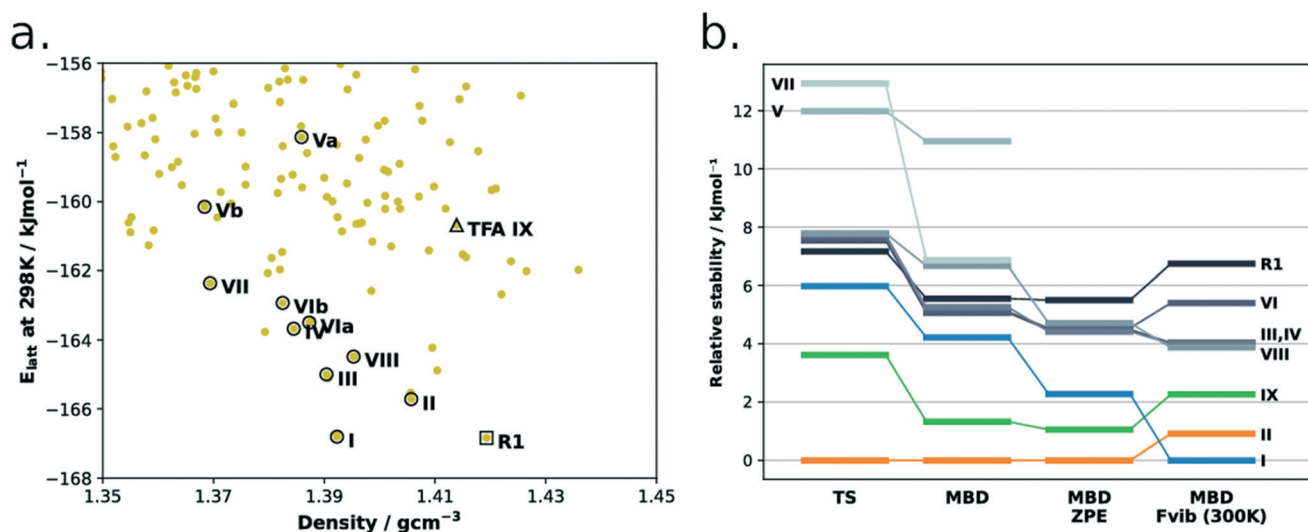 a.
E_latt at 298K / kJmol⁻¹
−156
−158
−160
−162
−164
−166
−168
Va
Vb
TFA IX
VII
VIb
VIa
IV
VIII
III
II
I
R1
1.35
1.37
1.39
1.41
1.43
1.45
Density / gcm⁻³
b.
Relative stability / kJmol⁻¹
12
10
8
6
4
2
0
VII
V
R1
VI
III,IV
VIII
IX
II
I
TS
MBD
MBD
ZPE
MBD
Fvib (300K)